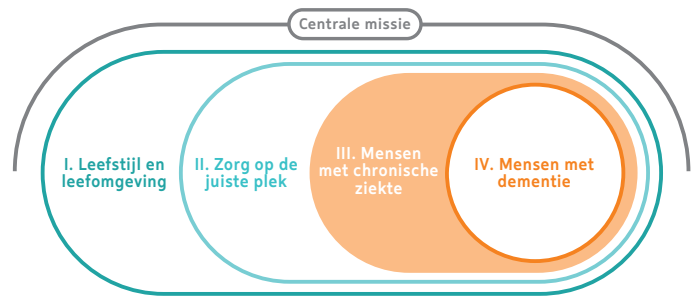 Centrale missie
I. Leefstijl en
leefomgeving
II. Zorg op de
juiste plek
III. Mensen
met chronische
ziekte
IV. Mensen met
dementie